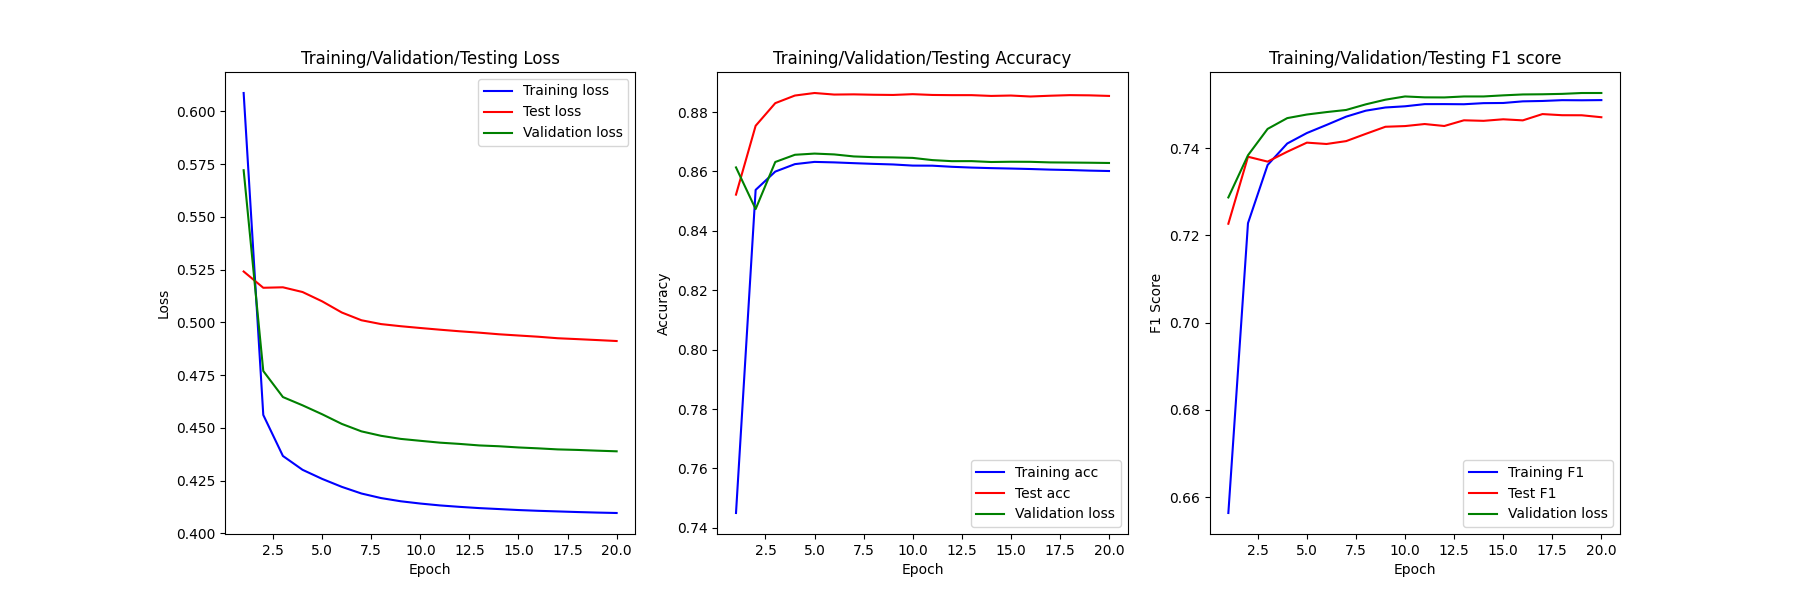 Training/Validation/Testing Loss
Training loss
Test loss
Validation loss
0.600
0.575
0.550
0.525
0.500
0.475
0.450
0.425
0.400
Loss
2.5 5.0 7.5 10.0 12.5 15.0 17.5 20.0
Epoch
Training/Validation/Testing Accuracy
0.88
0.86
0.84
0.82
0.80
0.78
0.76
0.74
Accuracy
Training acc
Test acc
Validation loss
2.5 5.0 7.5 10.0 12.5 15.0 17.5 20.0
Epoch
Training/Validation/Testing F1 score
0.74
0.72
0.70
0.68
0.66
F1 Score
Training F1
Test F1
Validation loss
2.5 5.0 7.5 10.0 12.5 15.0 17.5 20.0
Epoch